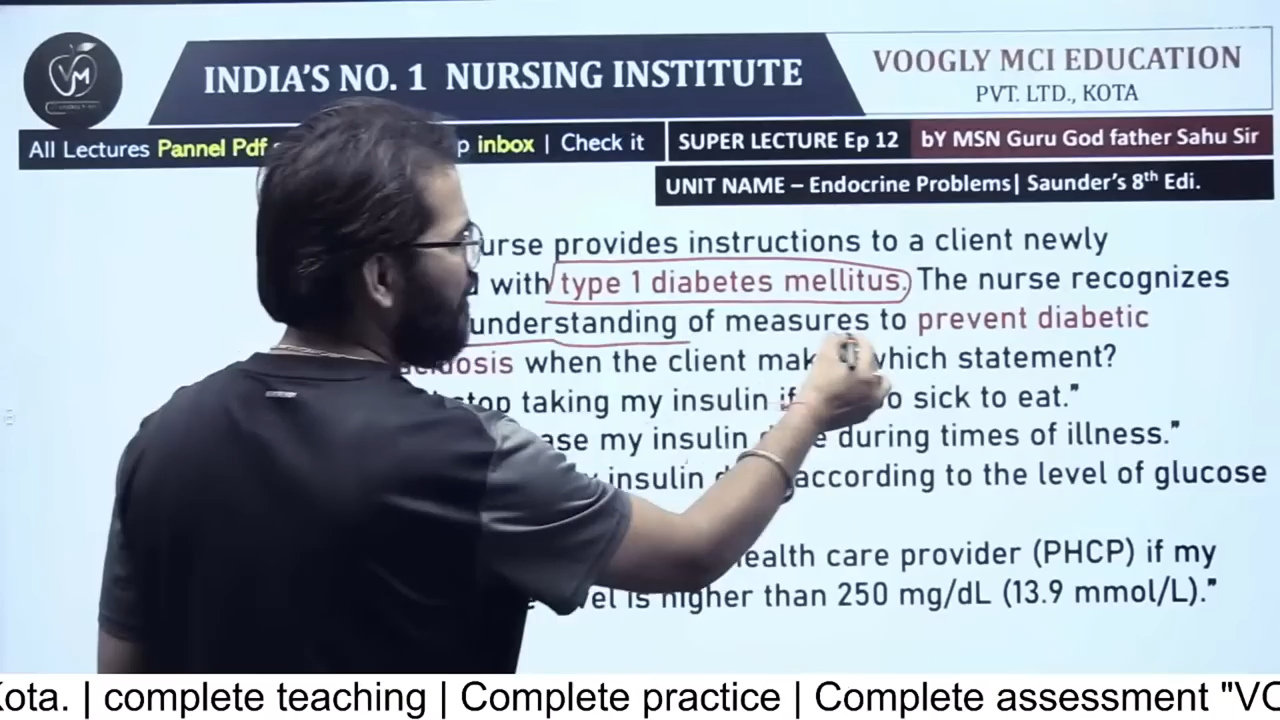 VM
INDIA'S NO. 1 NURSING INSTITUTE
VOOGLY MCI EDUCATION
PVT. LTD., KOTA
All Lectures Pannel Pdf p inbox | Check it
SUPER LECTURE Ep 12 bY MSN Guru God father Sahu Sir
UNIT NAME – Endocrine Problems| Saunder's 8th Edi.
urse provides instructions to a client newly
with type 1 diabetes mellitus. The nurse recognizes
understanding of measures to prevent diabetic
when the client which statement?
taking my insulin if sick to eat."
my insulin during times of illness."
insulin according to the level of glucose
ealth care provider (PHCP) if my
is higher than 250 mg/dL (13.9 mmol/L)."
Kota. | complete teaching | Complete practice | Complete assessment "VO